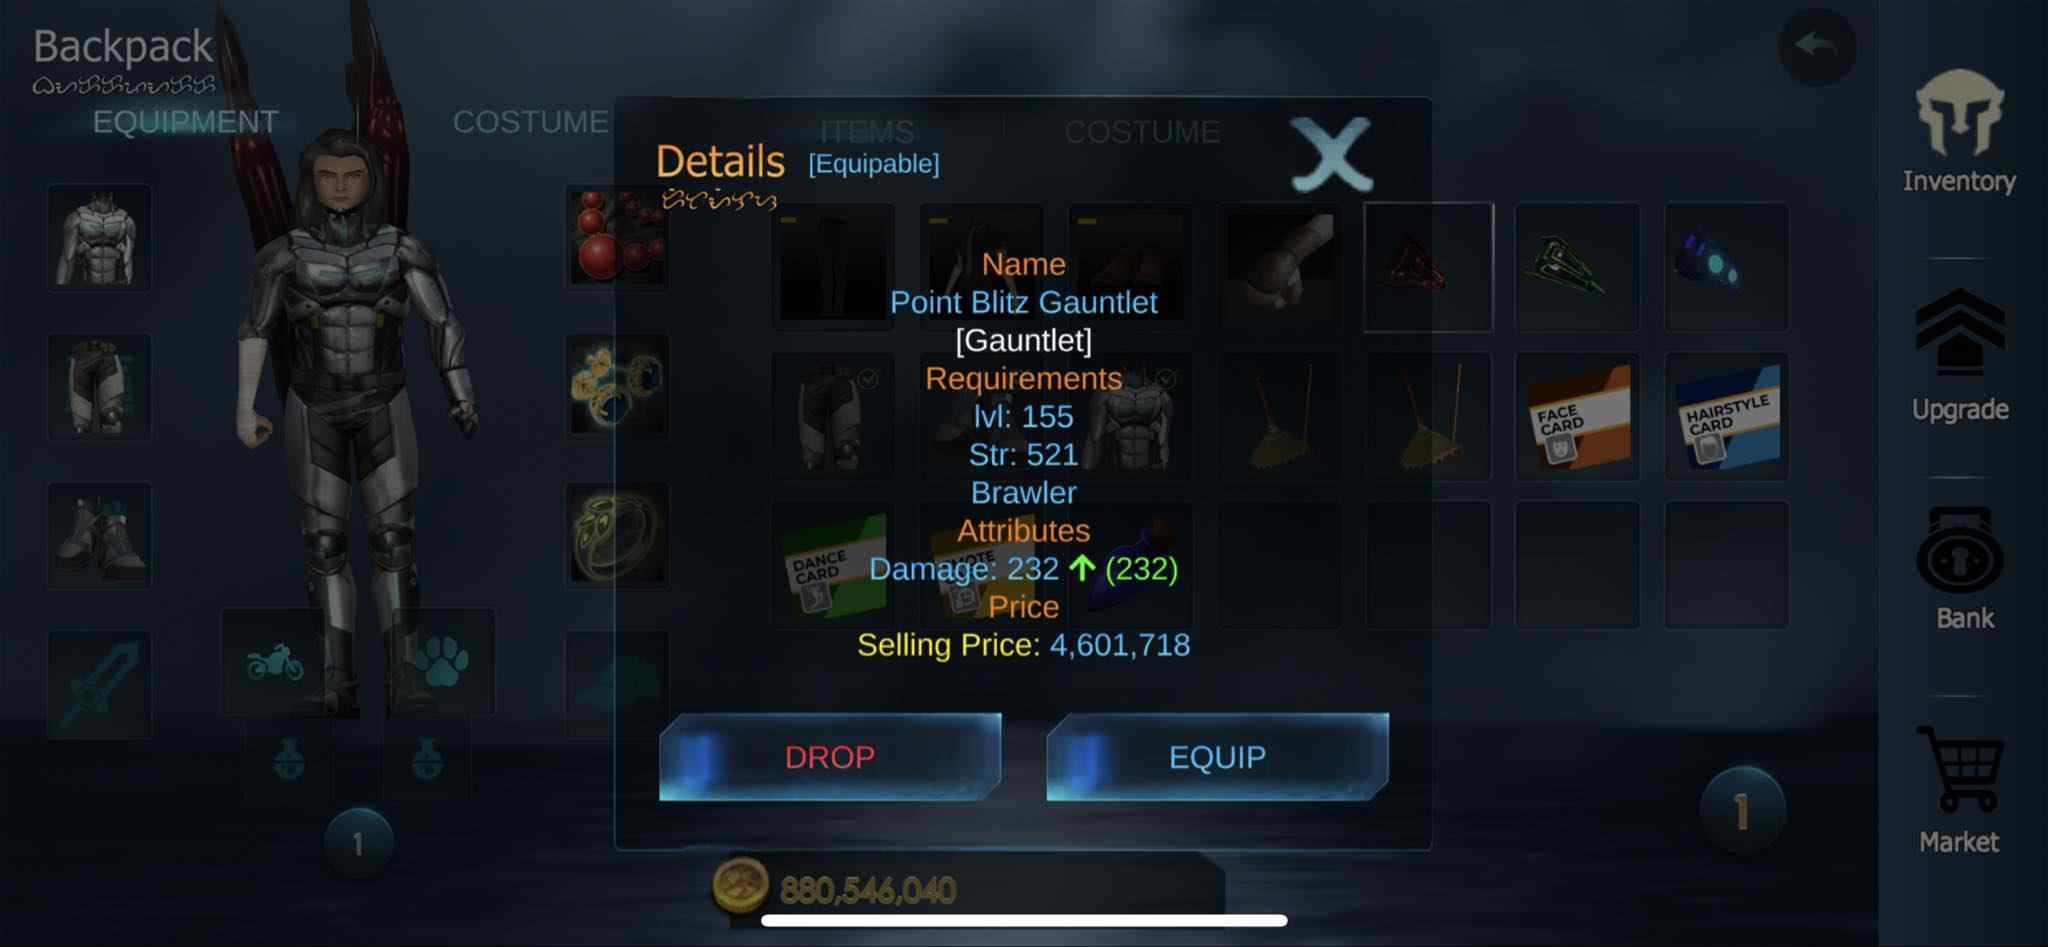 Backpack
EQUIPMENT
COSTUME
ITEMS
COSTUME
Details
[Equipable]
Name
Point Blitz Gauntlet
[Gauntlet]
Requirements
lvl: 155
Str: 521
Brawler
Attributes
Damage: 232 ↑ (232)
Price
Selling Price: 4,601,718
DROP
EQUIP
FACE
CARD
HAIRSTYLE
CARD
DANCE
CARD
1
1
880,546,040
Inventory
Upgrade
Bank
Market